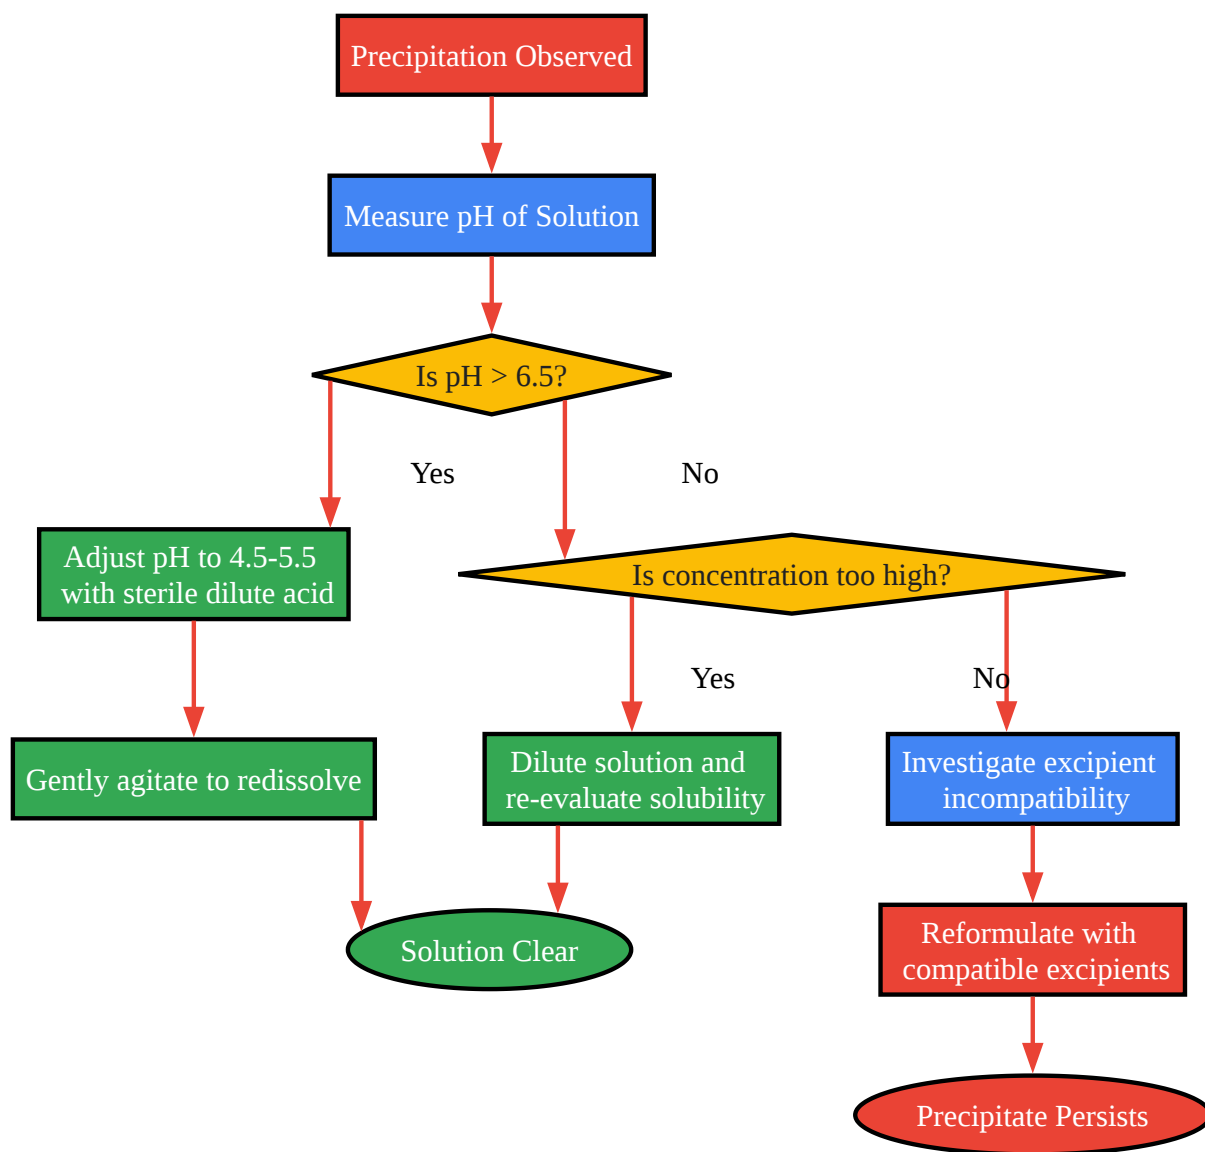 Precipitation Observed
Measure pH of Solution
Is pH > 6.5?
Yes
No
Adjust pH to 4.5-5.5
with sterile dilute acid
Is concentration too high?
Yes
No
Gently agitate to redissolve
Dilute solution and
re-evaluate solubility
Investigate excipient
incompatibility
Solution Clear
Reformulate with
compatible excipients
Precipitate Persists